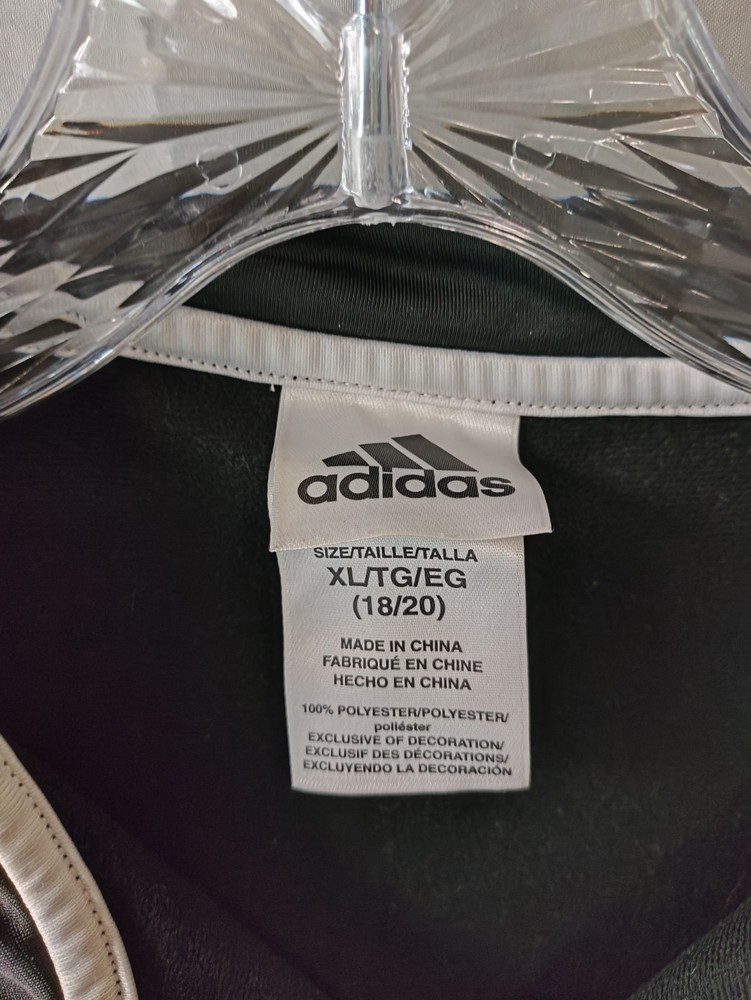 adidas
SIZE/TAILLE/TALLA
XL/TG/EG
(18/20)
MADE IN CHINA
FABRIQUÉ EN CHINE
HECHO EN CHINA
100% POLYESTER/POLYESTER/
poliéster
EXCLUSIVE OF DECORATION/
EXCLUSIF DES DÉCORATIONS/
EXCLUYENDO LA DECORACIÓN